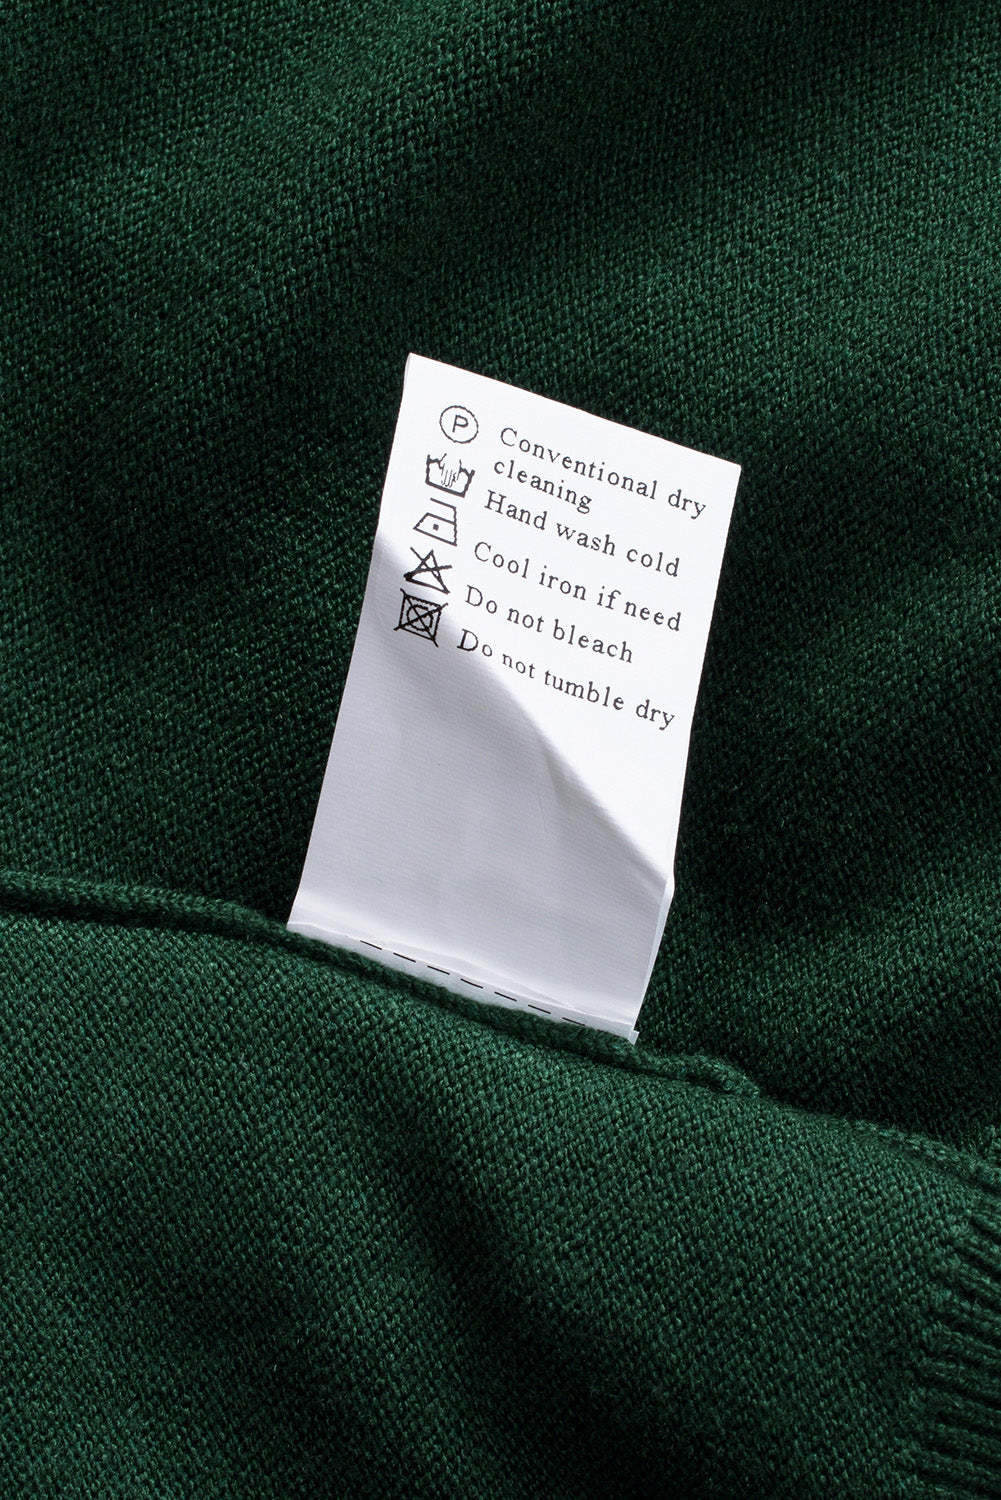 P
Conventional dry
cleaning
Hand wash cold
Cool iron if need
Do not bleach
Do not tumble dry